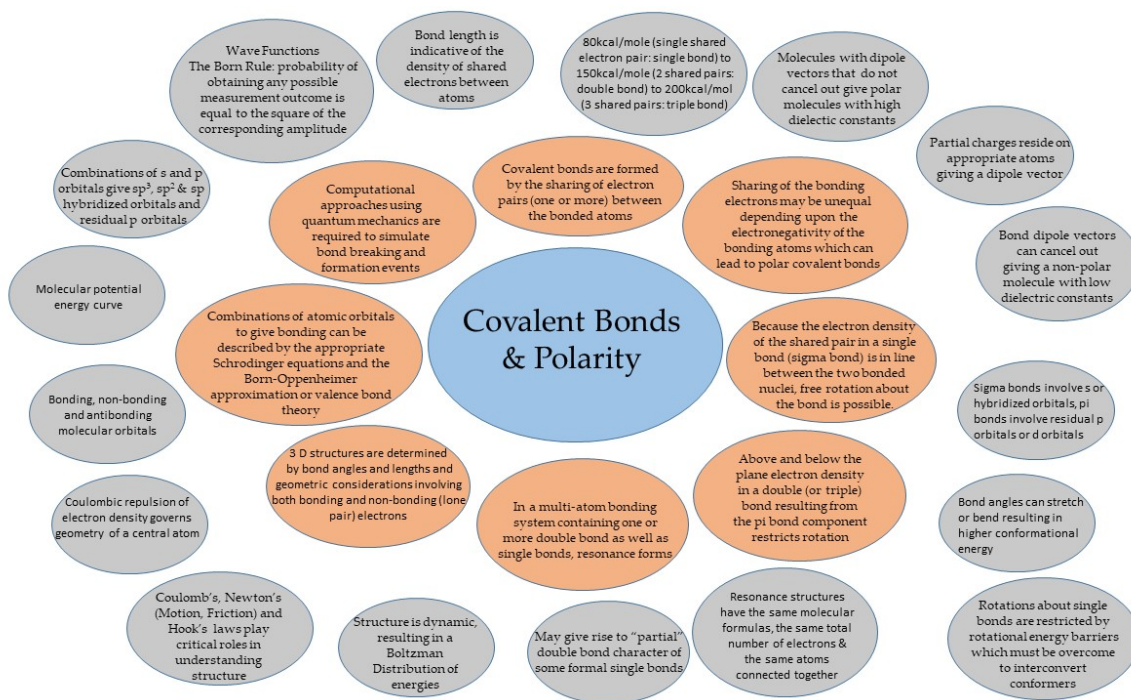 Wave Functions
The Born Rule: probability of
obtaining any possible
measurement outcome is
equal to the square of the
corresponding amplitude
Bond length is
indicative of the
density of shared
electrons between
atoms
80kcal/mole (single shared
electron pair: single bond) to
150kcal/mole (2 shared pairs:
double bond) to 200kcal/mol
(3 shared pairs: triple bond)
Molecules with dipole
vectors that do not
cancel out give polar
molecules with high
dielectic constants
Partial charges reside on
appropriate atoms
giving a dipole vector
Combinations of s and p
orbitals give sp³, sp² & sp
hybridized orbitals and
residual p orbitals
Computational
approaches using
quantum mechanics are
required to simulate
bond breaking and
formation events
Covalent bonds are
formed by the sharing of electron
pairs (one or more) between
the bonded atoms
Sharing of the bonding
electrons may be unequal
depending upon the
electronegativity of the
bonding atoms which can
lead to polar covalent bonds
Bond dipole vectors
can cancel out
giving a non-polar
molecule with low
dielectric constants
Molecular potential
energy curve
Combinations of atomic orbitals
to give bonding can be
described by the appropriate
Schrodinger equations and the
Born-Oppenheimer
approximation or valence bond
theory
Covalent Bonds
& Polarity
Because the electron density
of the shared pair in a single
bond (sigma bond) is in line
between the two bonded
nuclei, free rotation about
the bond is possible.
Bonding, non-bonding
and antibonding
molecular orbitals
Sigma bonds involve s or
hybridized orbitals, pi
bonds involve residual p
orbitals or d orbitals
3 D structures are determined
by bond angles and lengths and
geometric considerations involving
both bonding and non-bonding (lone
pair) electrons
In a multi-atom bonding
system containing one or
more double bond as well as
single bonds, resonance forms
Above and below the
plane electron density
in a double (or triple)
bond resulting from
the pi bond component
restricts rotation
Coulombic repulsion of
electron density governs
geometry of a central atom
Bond angles can stretch
or bend resulting in
higher conformational
energy
Coulomb's, Newton's
(Motion, Friction) and
Hook's laws play
critical roles in
understanding
structure
Structure is dynamic,
resulting in a
Boltzman
Distribution of
energies
May give rise to "partial"
double bond character of
some formal single bonds
Resonance structures
have the same molecular
formulas, the same total
number of electrons &
the same atoms
connected together
Rotations about single
bonds are restricted by
rotational energy barriers
which must be overcome
to interconvert
conformers